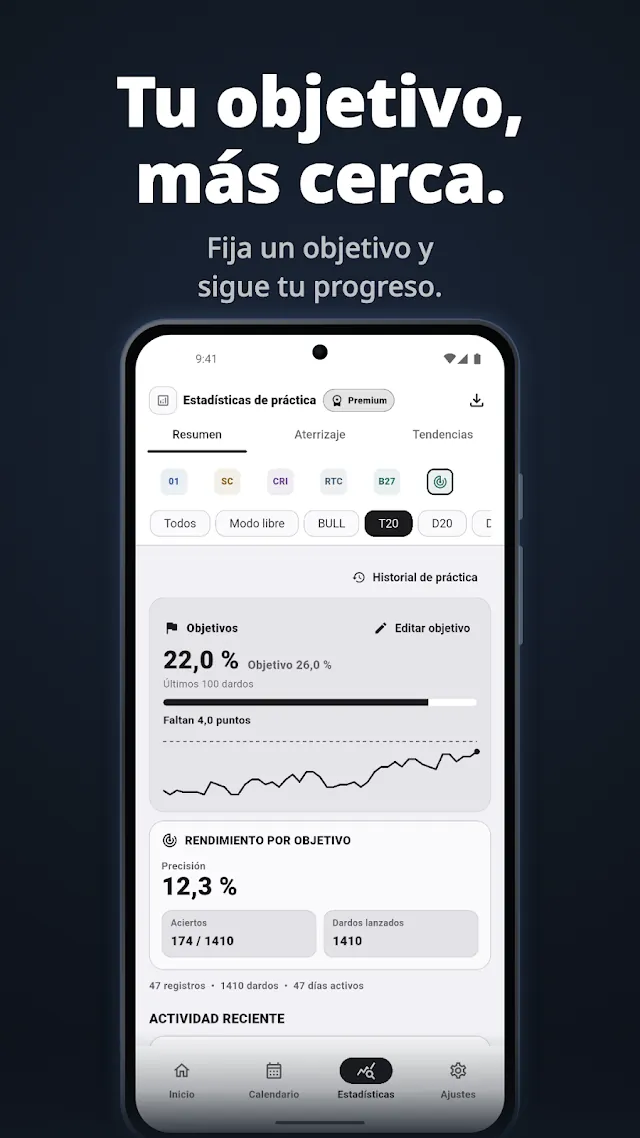 Tu objetivo,
más cerca.
Fija un objetivo y
sigue tu progreso.
9:41
Estadísticas de práctica Premium
Resumen Aterrizaje Tendencias
01 SC CRI RTC B27
Todos Modo libre BULL T20 D20 D
Historial de práctica
Objetivos Editar objetivo
22,0 % Objetivo 26,0 %
Últimos 100 dardos
Faltan 4,0 puntos
RENDIMIENTO POR OBJETIVO
Precisión
12,3 %
Aciertos Dardos lanzados
174 / 1410 1410
47 registros • 1410 dardos • 47 días activos
ACTIVIDAD RECIENTE
Inicio Calendario Estadísticas Ajustes